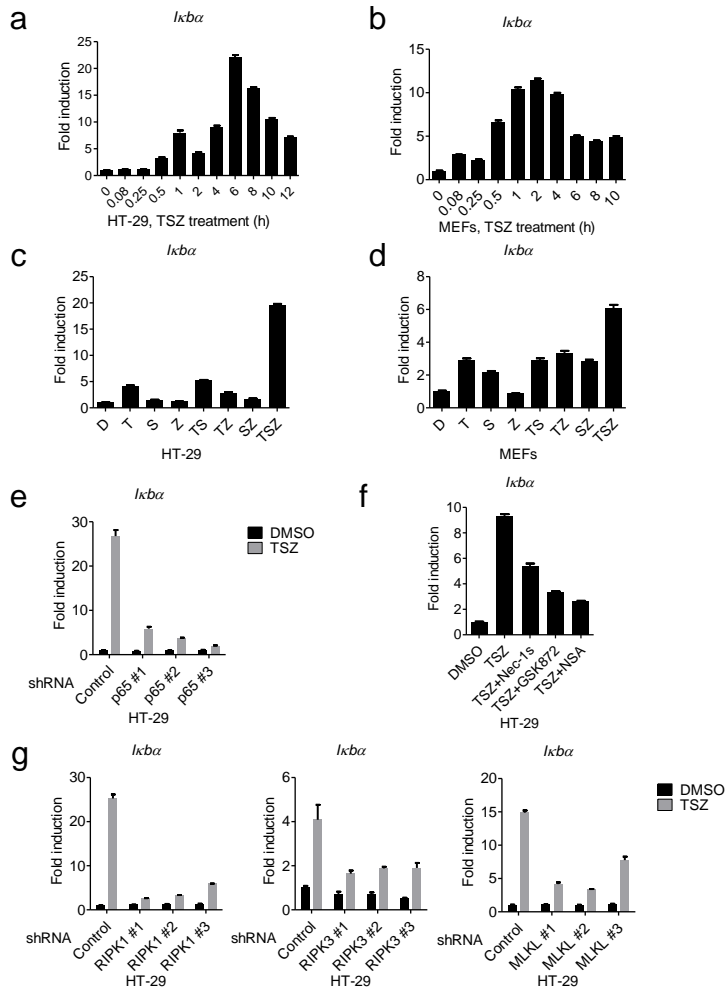 a
Iκbα
Fold induction
25
20
15
10
5
0
0 0.08 0.25 0.5 1 2 4 6 8 10 12
HT-29, TSZ treatment (h)
b
Iκbα
Fold induction
15
10
5
0
0 0.08 0.25 0.5 1 2 4 6 8 10
MEFs, TSZ treatment (h)
c
Iκbα
Fold induction
25
20
15
10
5
0
D T S Z TS TZ SZ TSZ
HT-29
d
Iκbα
Fold induction
8
6
4
2
0
D T S Z TS TZ SZ TSZ
MEFs
e
Iκbα
Fold induction
30
20
10
0
DMSO
TSZ
shRNA
Control p65 #1 p65 #2 p65 #3
HT-29
f
Iκbα
Fold induction
10
8
6
4
2
0
DMSO TSZ TSZ+Nec-1s TSZ+GSK872 TSZ+NSA
HT-29
g
Iκbα
Fold induction
30
20
10
0
shRNA
Control RIPK1 #1 RIPK1 #2 RIPK1 #3
HT-29
Iκbα
Fold induction
6
4
2
0
shRNA
Control RIPK3 #1 RIPK3 #2 RIPK3 #3
HT-29
Iκbα
Fold induction
20
15
10
5
0
DMSO
TSZ
shRNA
Control MLKL #1 MLKL #2 MLKL #3
HT-29